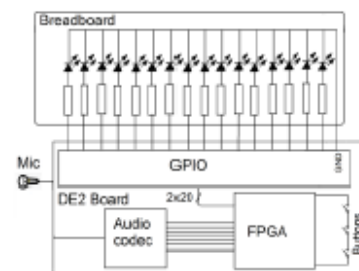 Breadboard
Mic
GPIO
GND
DE2 Board
2x20
Audio
codec
FPGA
Buttons